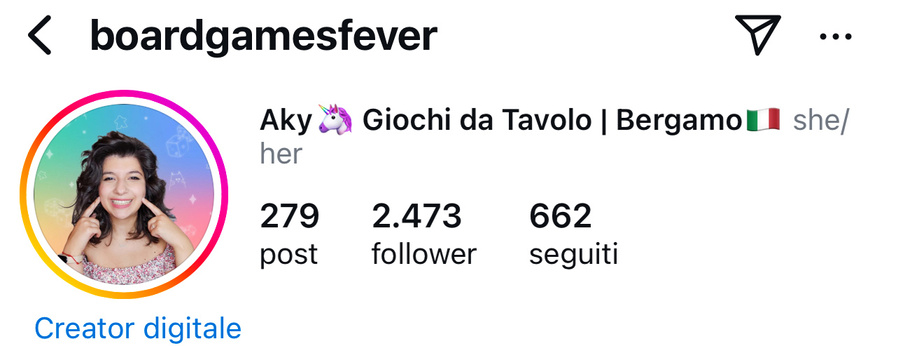 boardgamesfever
Aky🦄 Giochi da Tavolo | Bergamo🇮🇹 she/
her
279 2.473 662
post follower seguiti
Creator digitale